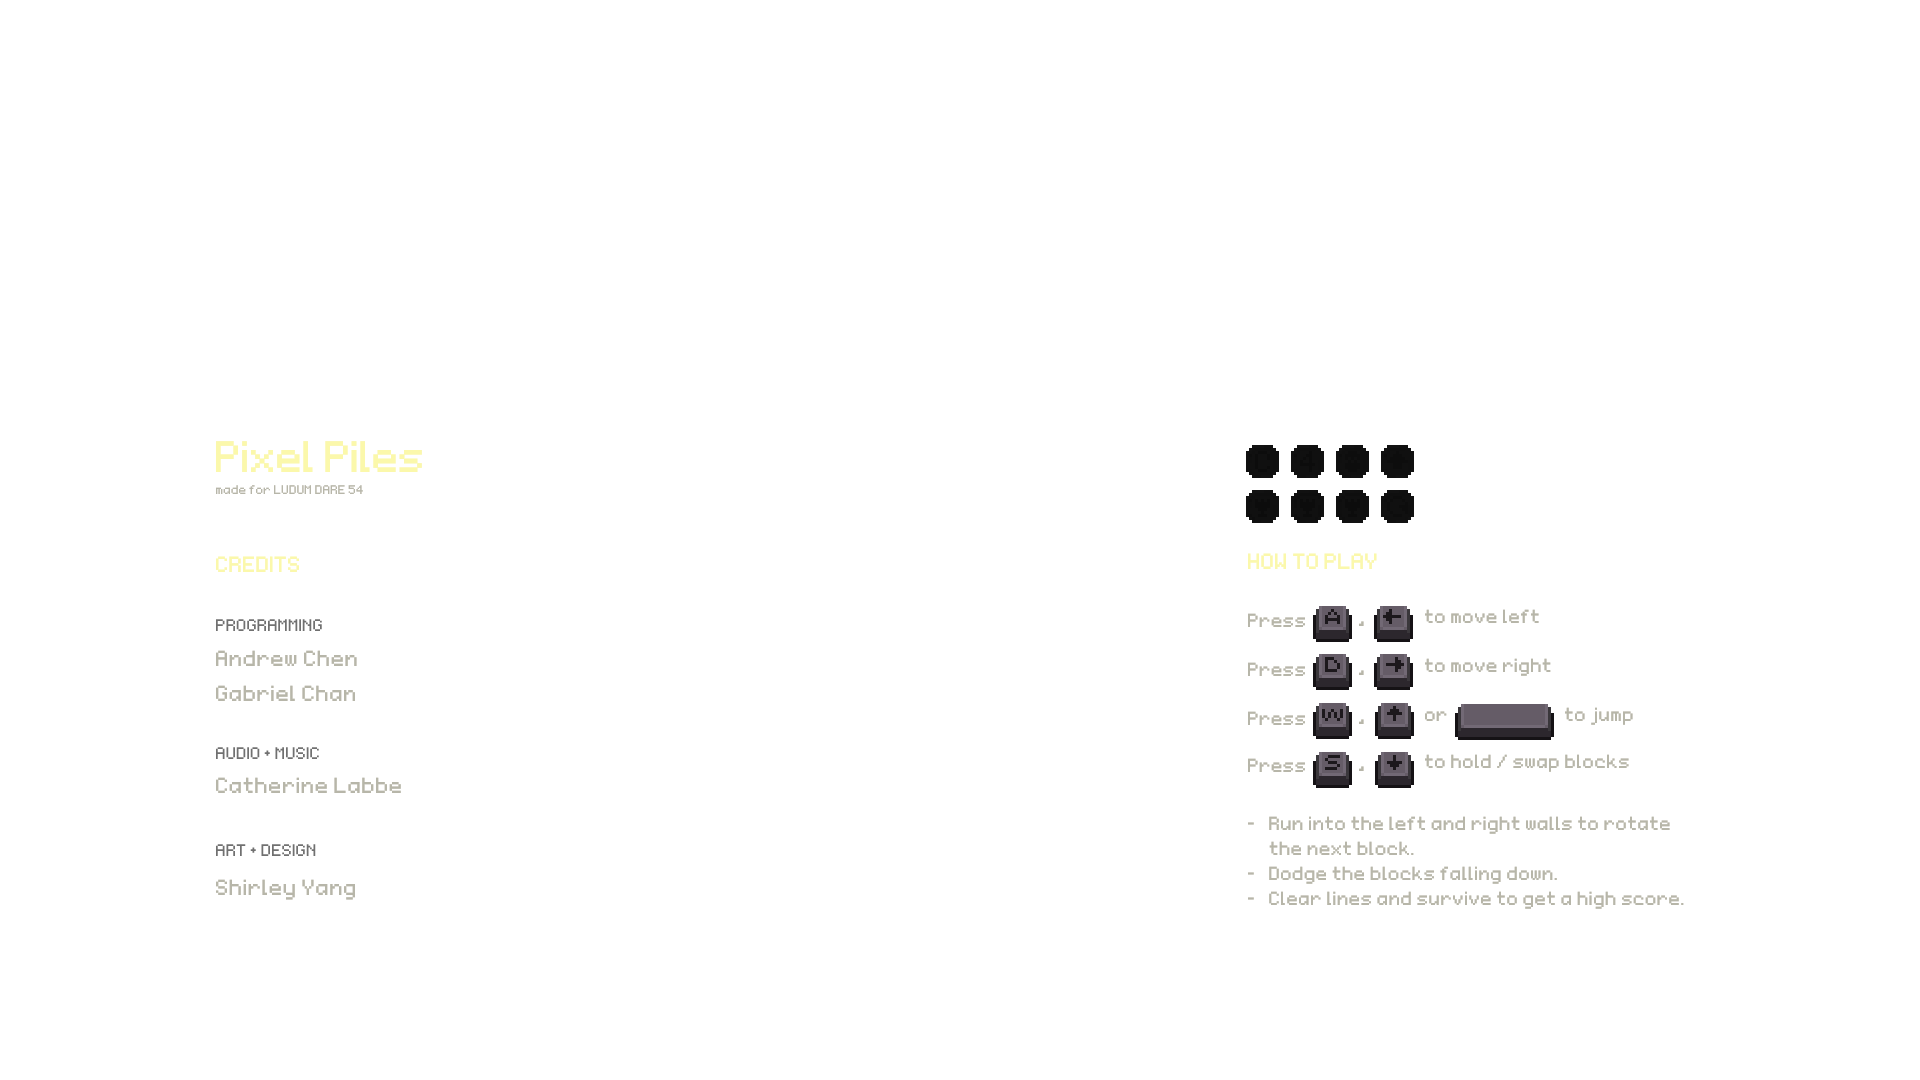 Pixel Piles
made for LUDUM DARE 54
CREDITS
PROGRAMMING
Andrew Chen
Gabriel Chan
AUDIO + MUSIC
Catherine Labbe
ART + DESIGN
Shirley Yang
HOW TO PLAY
Press A , ← to move left
Press D , → to move right
Press W , ↑ or to jump
Press S , ↓ to hold / swap blocks
- Run into the left and right walls to rotate
the next block.
- Dodge the blocks falling down.
- Clear lines and survive to get a high score.